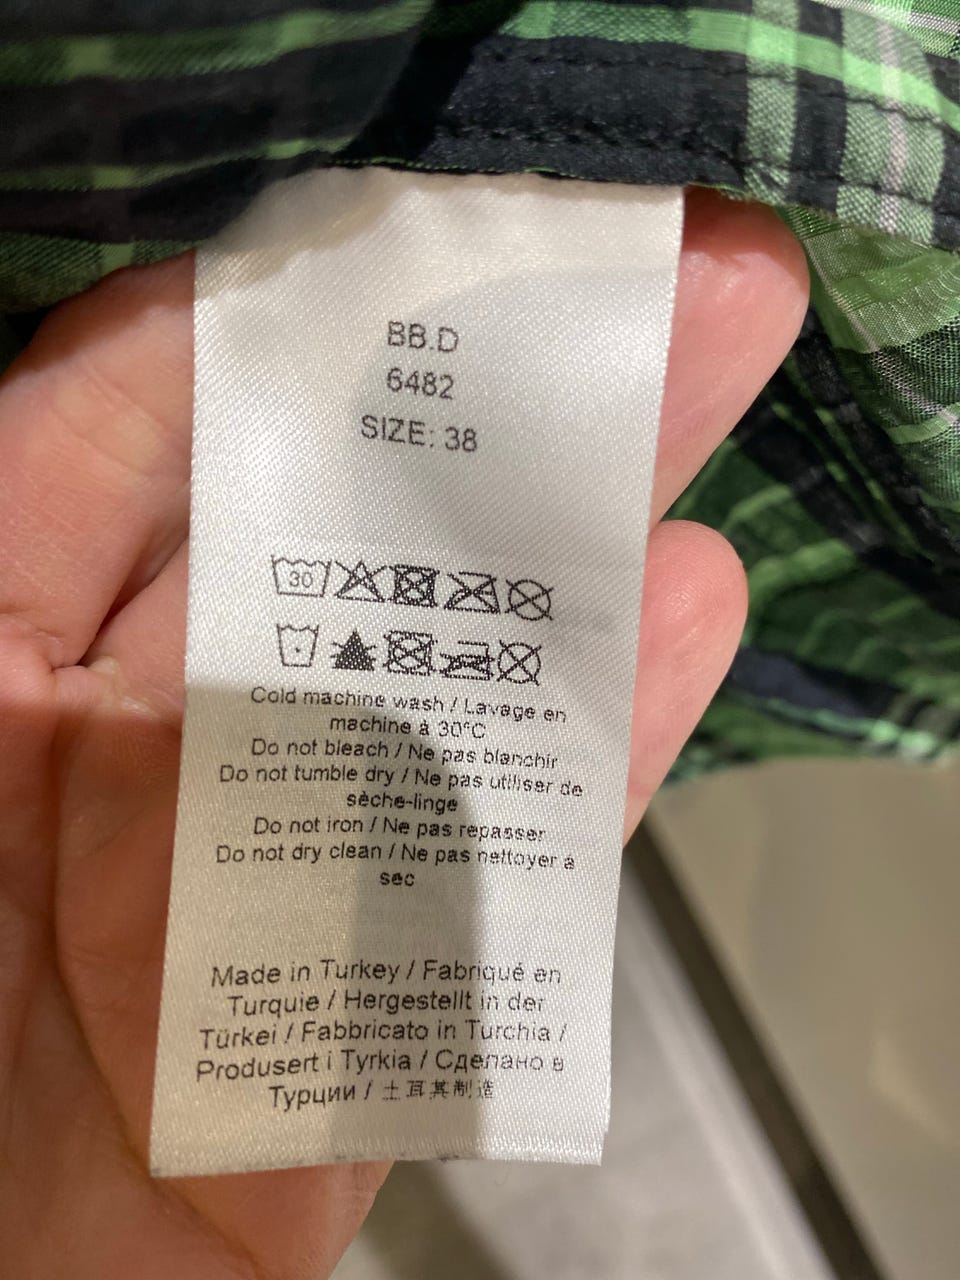 BB.D
6482
SIZE: 38
30
Cold machine wash / Lavage en
machine à 30°C
Do not bleach / Ne pas blanchir
Do not tumble dry / Ne pas utiliser de
sèche-linge
Do not iron / Ne pas repasser
Do not dry clean / Ne pas nettoyer à
sec
Made in Turkey / Fabriqué en
Turquie / Hergestellt in der
Türkei / Fabbricato in Turchia /
Produsert i Tyrkia / Сделано в
Турции / 土耳其制造